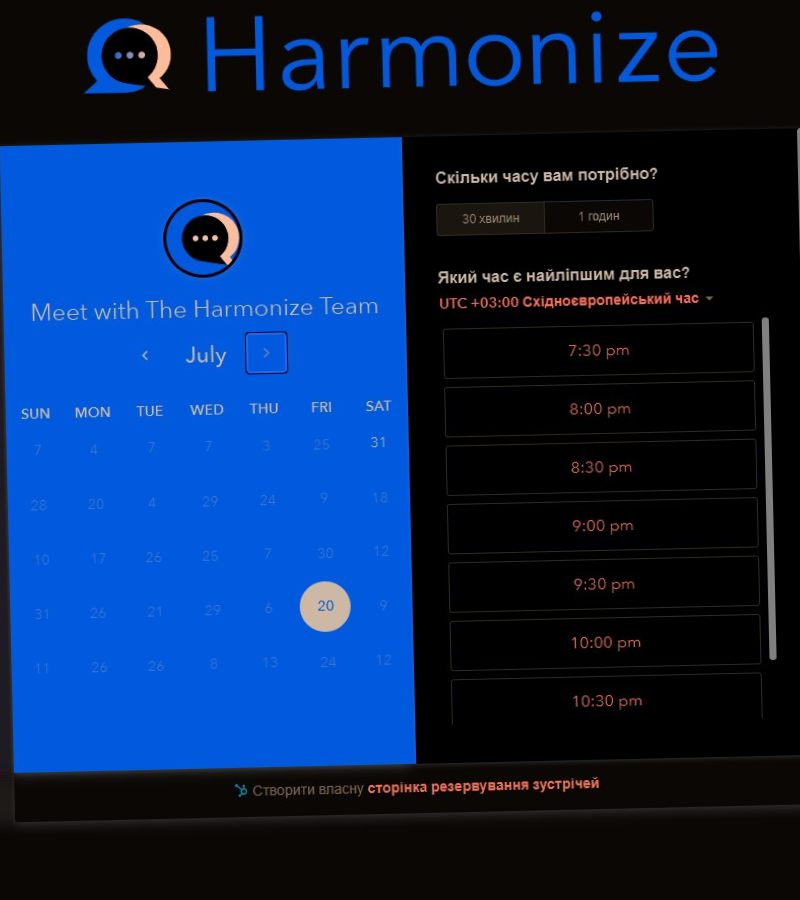 Harmonize
Meet with The Harmonize Team
July
SUN MON TUE WED THU FRI SAT
7 4 7 7 3 25 31
28 20 4 29 24 9 18
10 17 26 25 7 30 12
31 26 21 29 6 20 9
11 26 26 8 13 24 12
Скільки часу вам потрібно?
30 хвилин 1 годин
Який час є найліпшим для вас?
UTC +03:00 Східноєвропейський час
7:30 pm
8:00 pm
8:30 pm
9:00 pm
9:30 pm
10:00 pm
10:30 pm
Створити власну сторінка резервування зустрічей